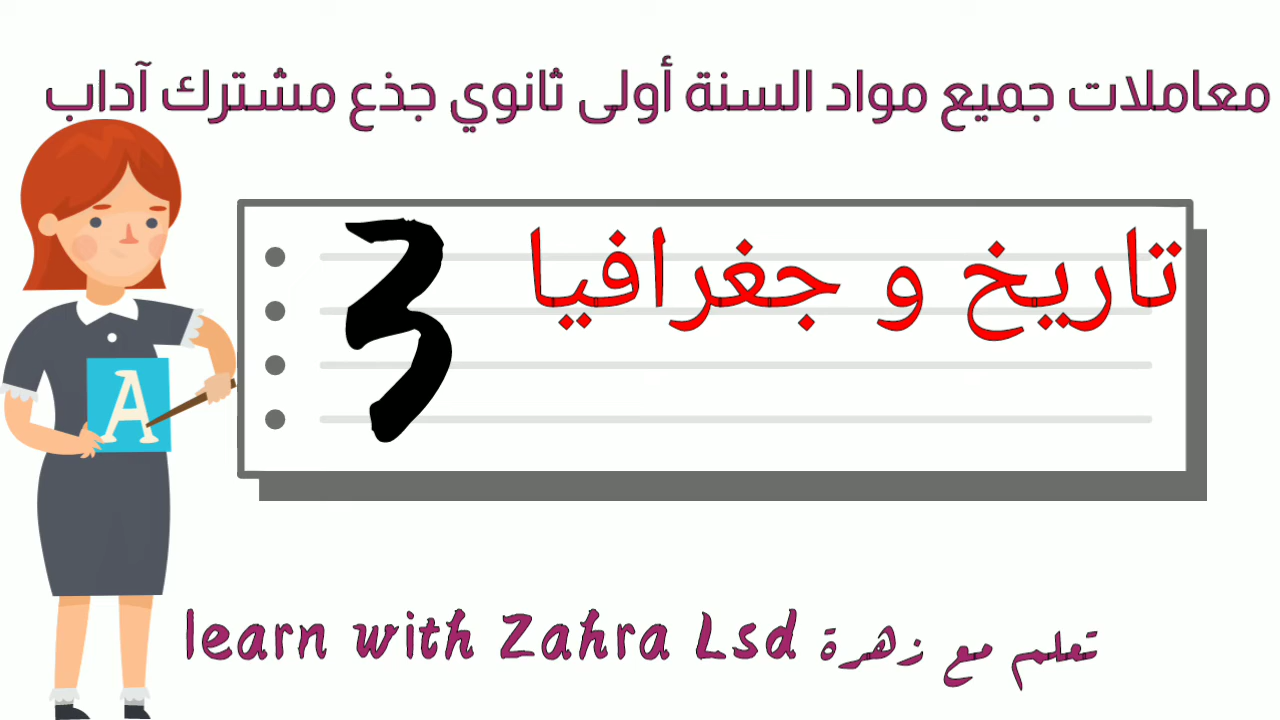 معاملات جميع مواد السنة أولى ثانوي جذع مشترك آداب
تاريخ و جغرافيا 3
A
learn with Zahra Lsd تعلم مع زهرة